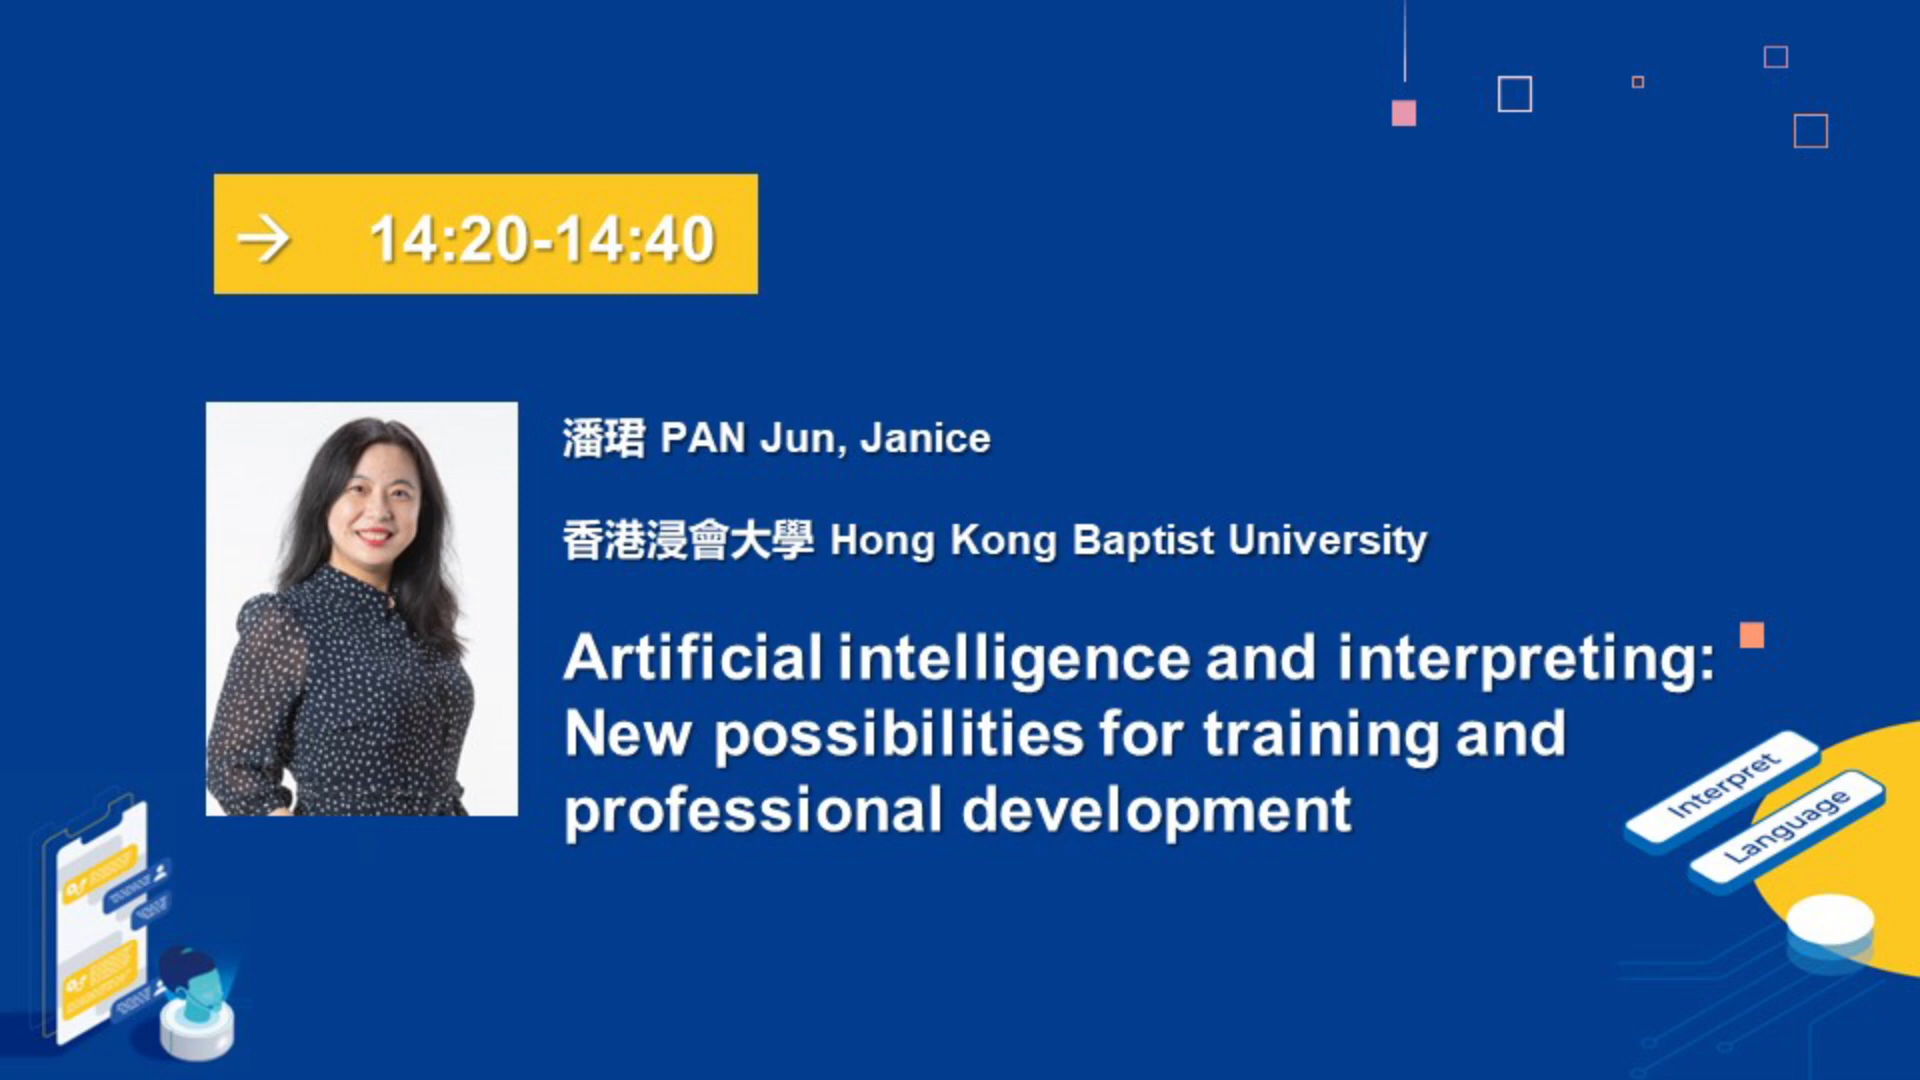 → 14:20-14:40
潘珺 PAN Jun, Janice
香港浸會大學 Hong Kong Baptist University
Artificial intelligence and interpreting:
New possibilities for training and
professional development
Interpret
Language